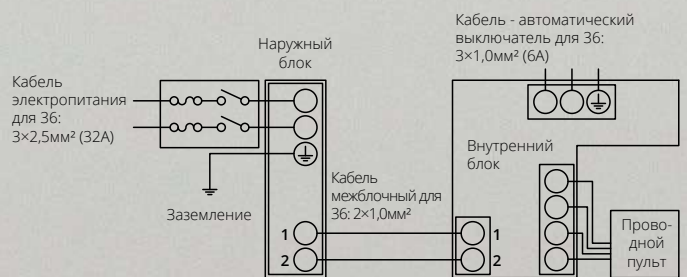 Кабель - автоматический
выключатель для 36:
3×1,0мм² (6А)
Наружный
блок
Кабель
электропитания
для 36:
3×2,5мм² (32А)
Внутренний
блок
Кабель
межблочный для
36: 2×1,0мм²
Заземление
1
2
1
2
Прово-
дной
пульт